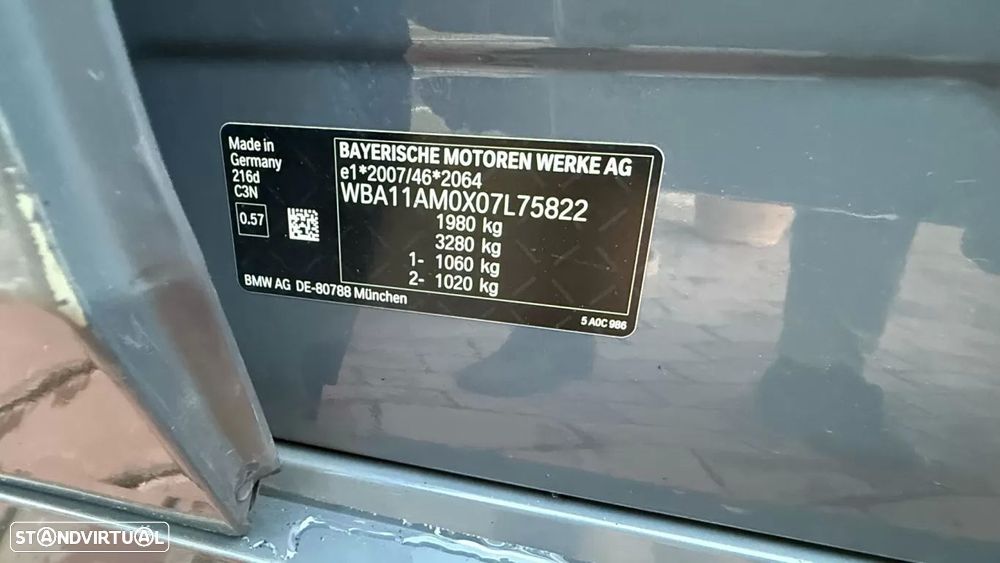 Made in
Germany
216d
C3N
0.57
BAYERISCHE MOTOREN WERKE AG
e1*2007/46*2064
WBA11AM0X07L75822
1980 kg
3280 kg
1- 1060 kg
2- 1020 kg
BMW AG DE-80788 München
5 A0C 986
STANDVIRTUAL